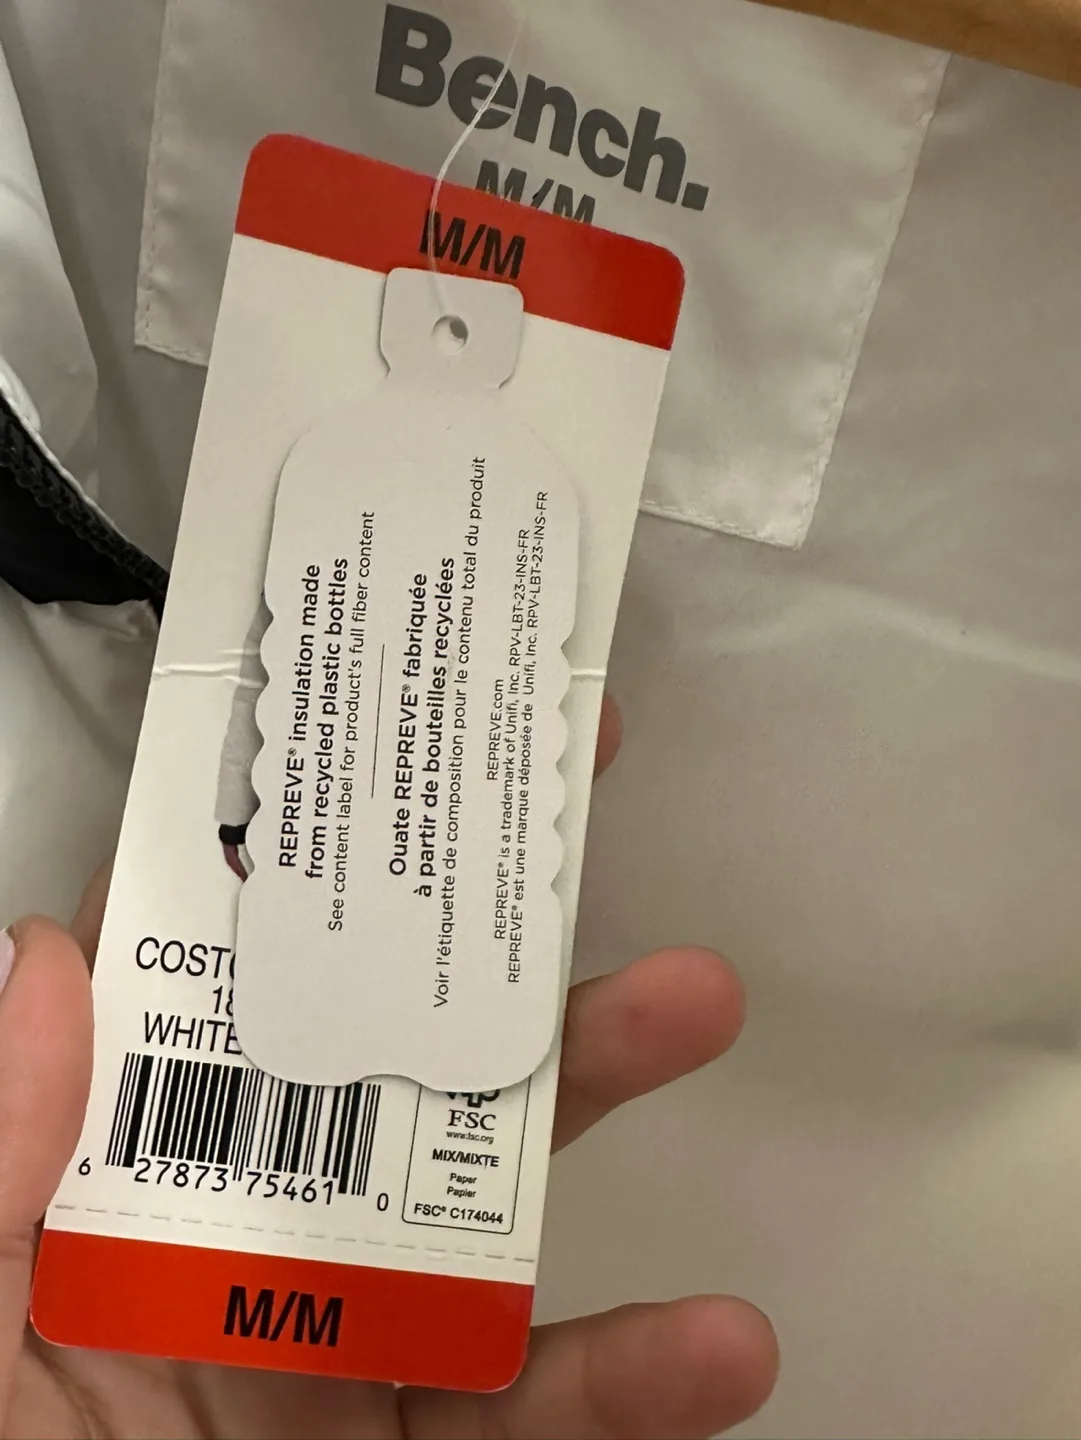 Bench.
M/M
M/M
REPREVE® insulation made
from recycled plastic bottles
See content label for product's full fiber content
Ouate REPREVE® fabriquée
à partir de bouteilles recyclées
Voir l'étiquette de composition pour le contenu total du produit
REPREVE.com
REPREVE® is a trademark of Unifi, Inc. RPV-LBT-23-INS-FR
REPREVE® est une marque déposée de Unifi, Inc. RPV-LBT-23-INS-FR
WHITE
6 27873 75461 0
FSC
www.fsc.org
MIX/MIXTE
Paper
Papier
FSC® C174044
M/M